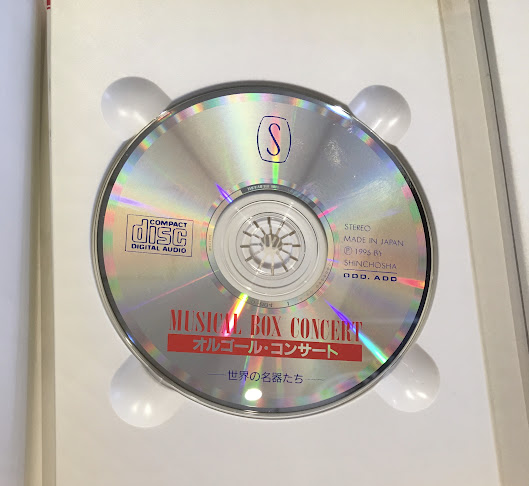 S
COMPACT
disc
DIGITAL AUDIO
STEREO
MADE IN JAPAN
Ⓟ 1996 (R)
SHINCHOSHA
DDD. ADD
MUSICAL BOX CONCERT
オルゴール・コンサート
世界の名器たち